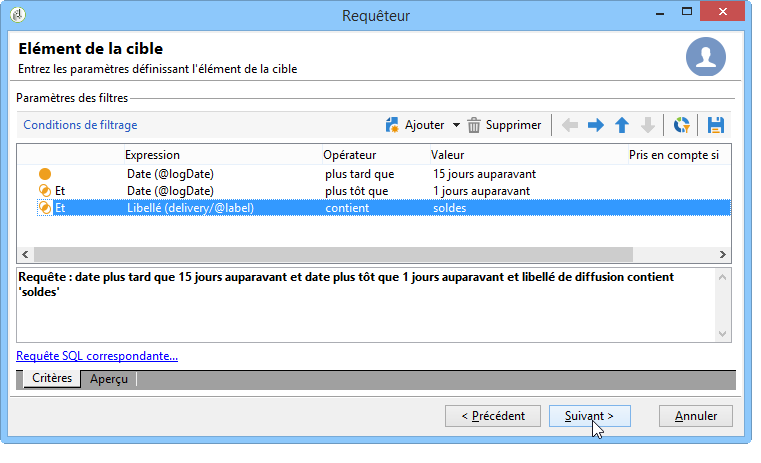 Requêteur
Elément de la cible
Entrez les paramètres définissant l'élément de la cible
Paramètres des filtres
Conditions de filtrage Ajouter Supprimer
Expression Opérateur Valeur Pris en compte si
Date (@logDate) plus tard que 15 jours auparavant
Et Date (@logDate) plus tôt que 1 jours auparavant
Et Libellé (delivery/@label) contient soldes
Requête : date plus tard que 15 jours auparavant et date plus tôt que 1 jours auparavant et libellé de diffusion contient
'soldes'
Requête SQL correspondante...
Critères Aperçu
< Précédent Suivant > Annuler